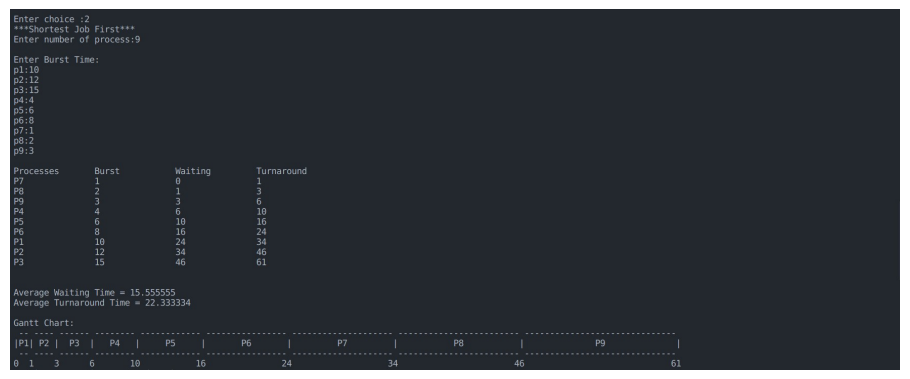 Enter choice :2
***Shortest Job First***
Enter number of process:9
Enter Burst Time:
p1:10
p2:12
p3:15
p4:4
p5:6
p6:8
p7:1
p8:2
p9:3
Processes Burst Waiting Turnaround
P7 1 0 1
P8 2 1 3
P9 3 3 6
P4 4 6 10
P5 6 10 16
P6 8 16 24
P1 10 24 34
P2 12 34 46
P3 15 46 61
Average Waiting Time = 15.555555
Average Turnaround Time = 22.333334
Gantt Chart:
-- ---- ------ -------- ------------ ---------------- -------------------- ------------------------ ------------------------------
|P1| P2 | P3 | P4 | P5 | P6 | P7 | P8 | P9 |
-- ---- ------ -------- ------------ ---------------- -------------------- ------------------------ ------------------------------
0 1 3 6 10 16 24 34 46 61